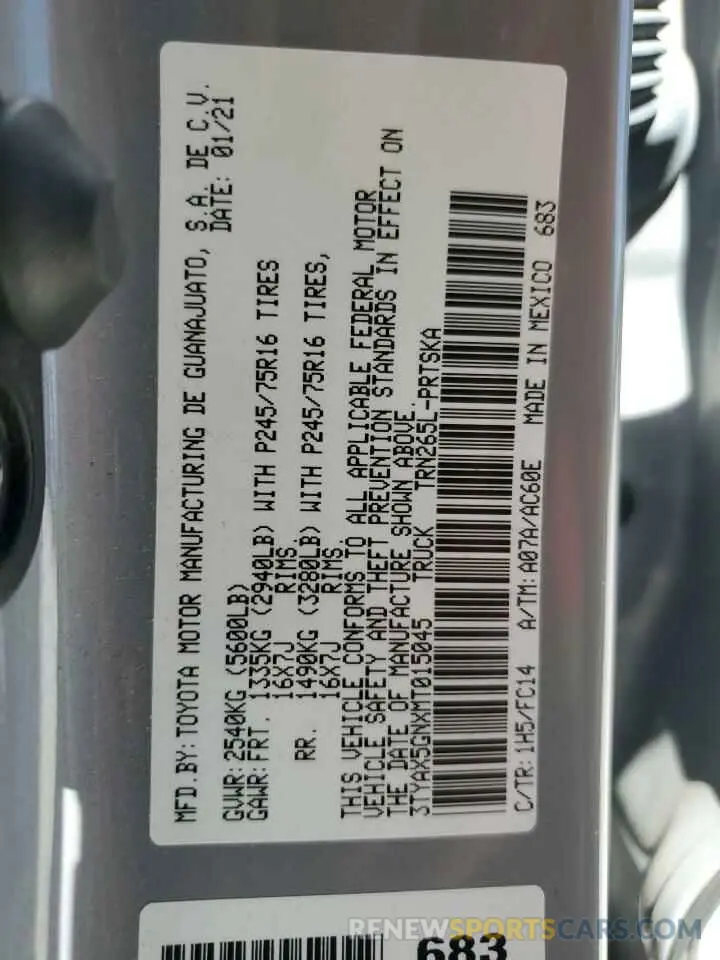 MFD.BY:TOYOTA MOTOR MANUFACTURING DE GUANAJUATO, S.A. DE C.V.
DATE: 01/21
GVWR:2540KG (5600LB)
GAWR:FRT. 1335KG (2940LB) WITH P245/75R16 TIRES
16X7J RIMS.
RR. 1490KG (3280LB) WITH P245/75R16 TIRES,
16X7J RIMS.
THIS VEHICLE CONFORMS TO ALL APPLICABLE FEDERAL MOTOR
VEHICLE SAFETY AND THEFT PREVENTION STANDARDS IN EFFECT ON
THE DATE OF MANUFACTURE SHOWN ABOVE.
3TYAX5GNXMT015045 TRUCK TRN265L-PRTSKA
C/TR:1H5/FC14 A/TM:A07A/AC60E MADE IN MEXICO 683
683
RENEWSPORTSCARS.COM